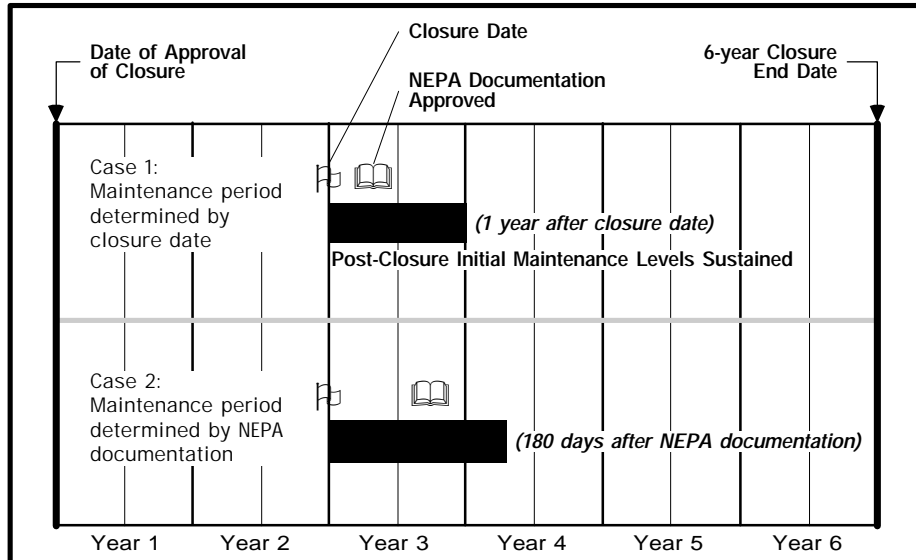 Closure Date
Date of Approval
of Closure
6-year Closure
End Date
NEPA Documentation
Approved
Case 1:
Maintenance period
determined by
closure date
(1 year after closure date)
Post-Closure Initial Maintenance Levels Sustained
Case 2:
Maintenance period
determined by NEPA
documentation
(180 days after NEPA documentation)
Year 1 Year 2 Year 3 Year 4 Year 5 Year 6